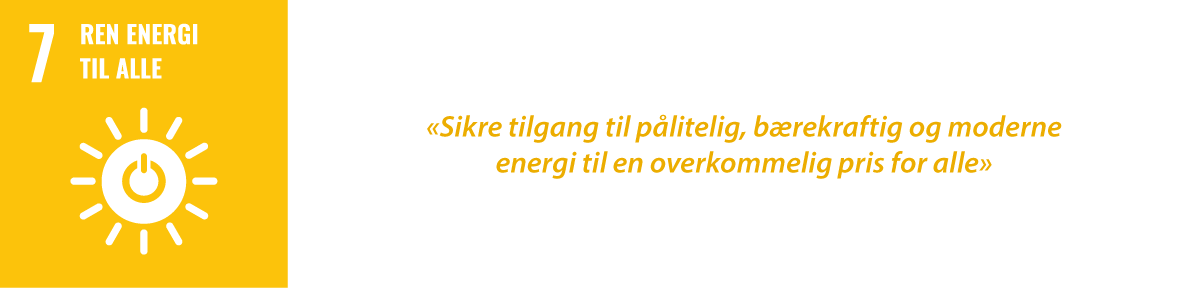 7
REN ENERGI
TIL ALLE
«Sikre tilgang til pålitelig, bærekraftig og moderne
energi til en overkommelig pris for alle»